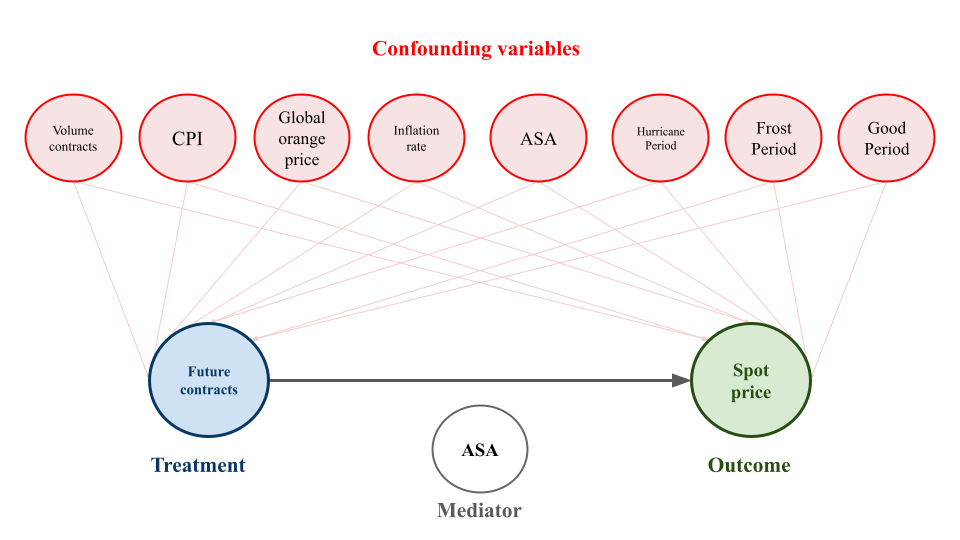 Confounding variables
Volume
contracts
CPI
Global
orange
price
Inflation
rate
ASA
Hurricane
Period
Frost
Period
Good
Period
Future
contracts
Spot
price
Treatment
ASA
Outcome
Mediator